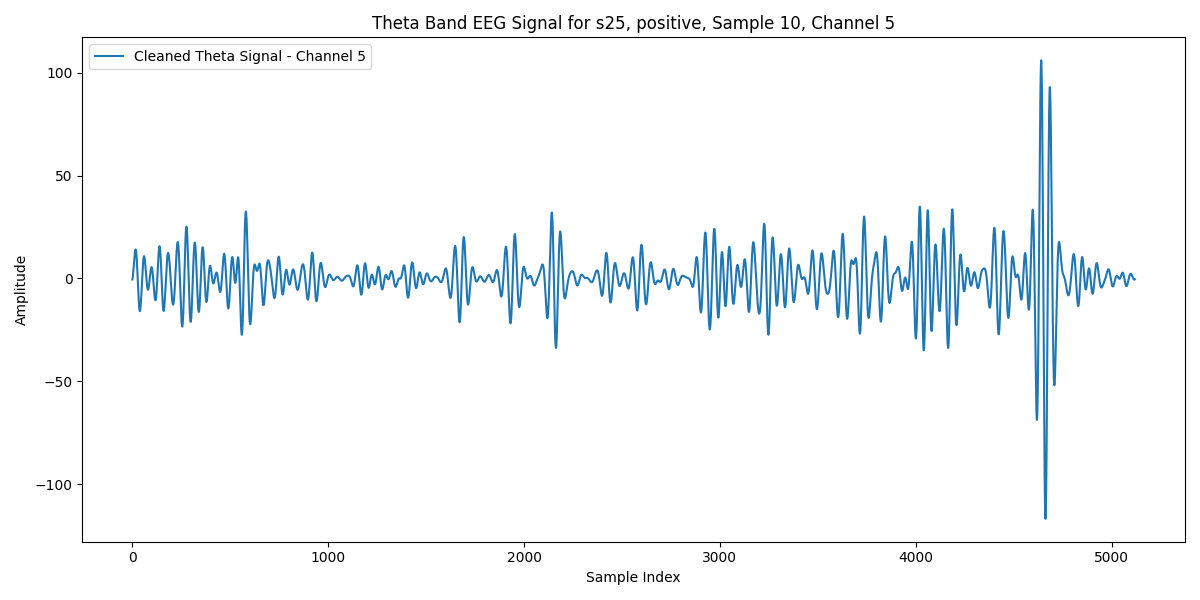 Theta Band EEG Signal for s25, positive, Sample 10, Channel 5
Cleaned Theta Signal - Channel 5
100
50
0
−50
−100
Amplitude
0 1000 2000 3000 4000 5000
Sample Index